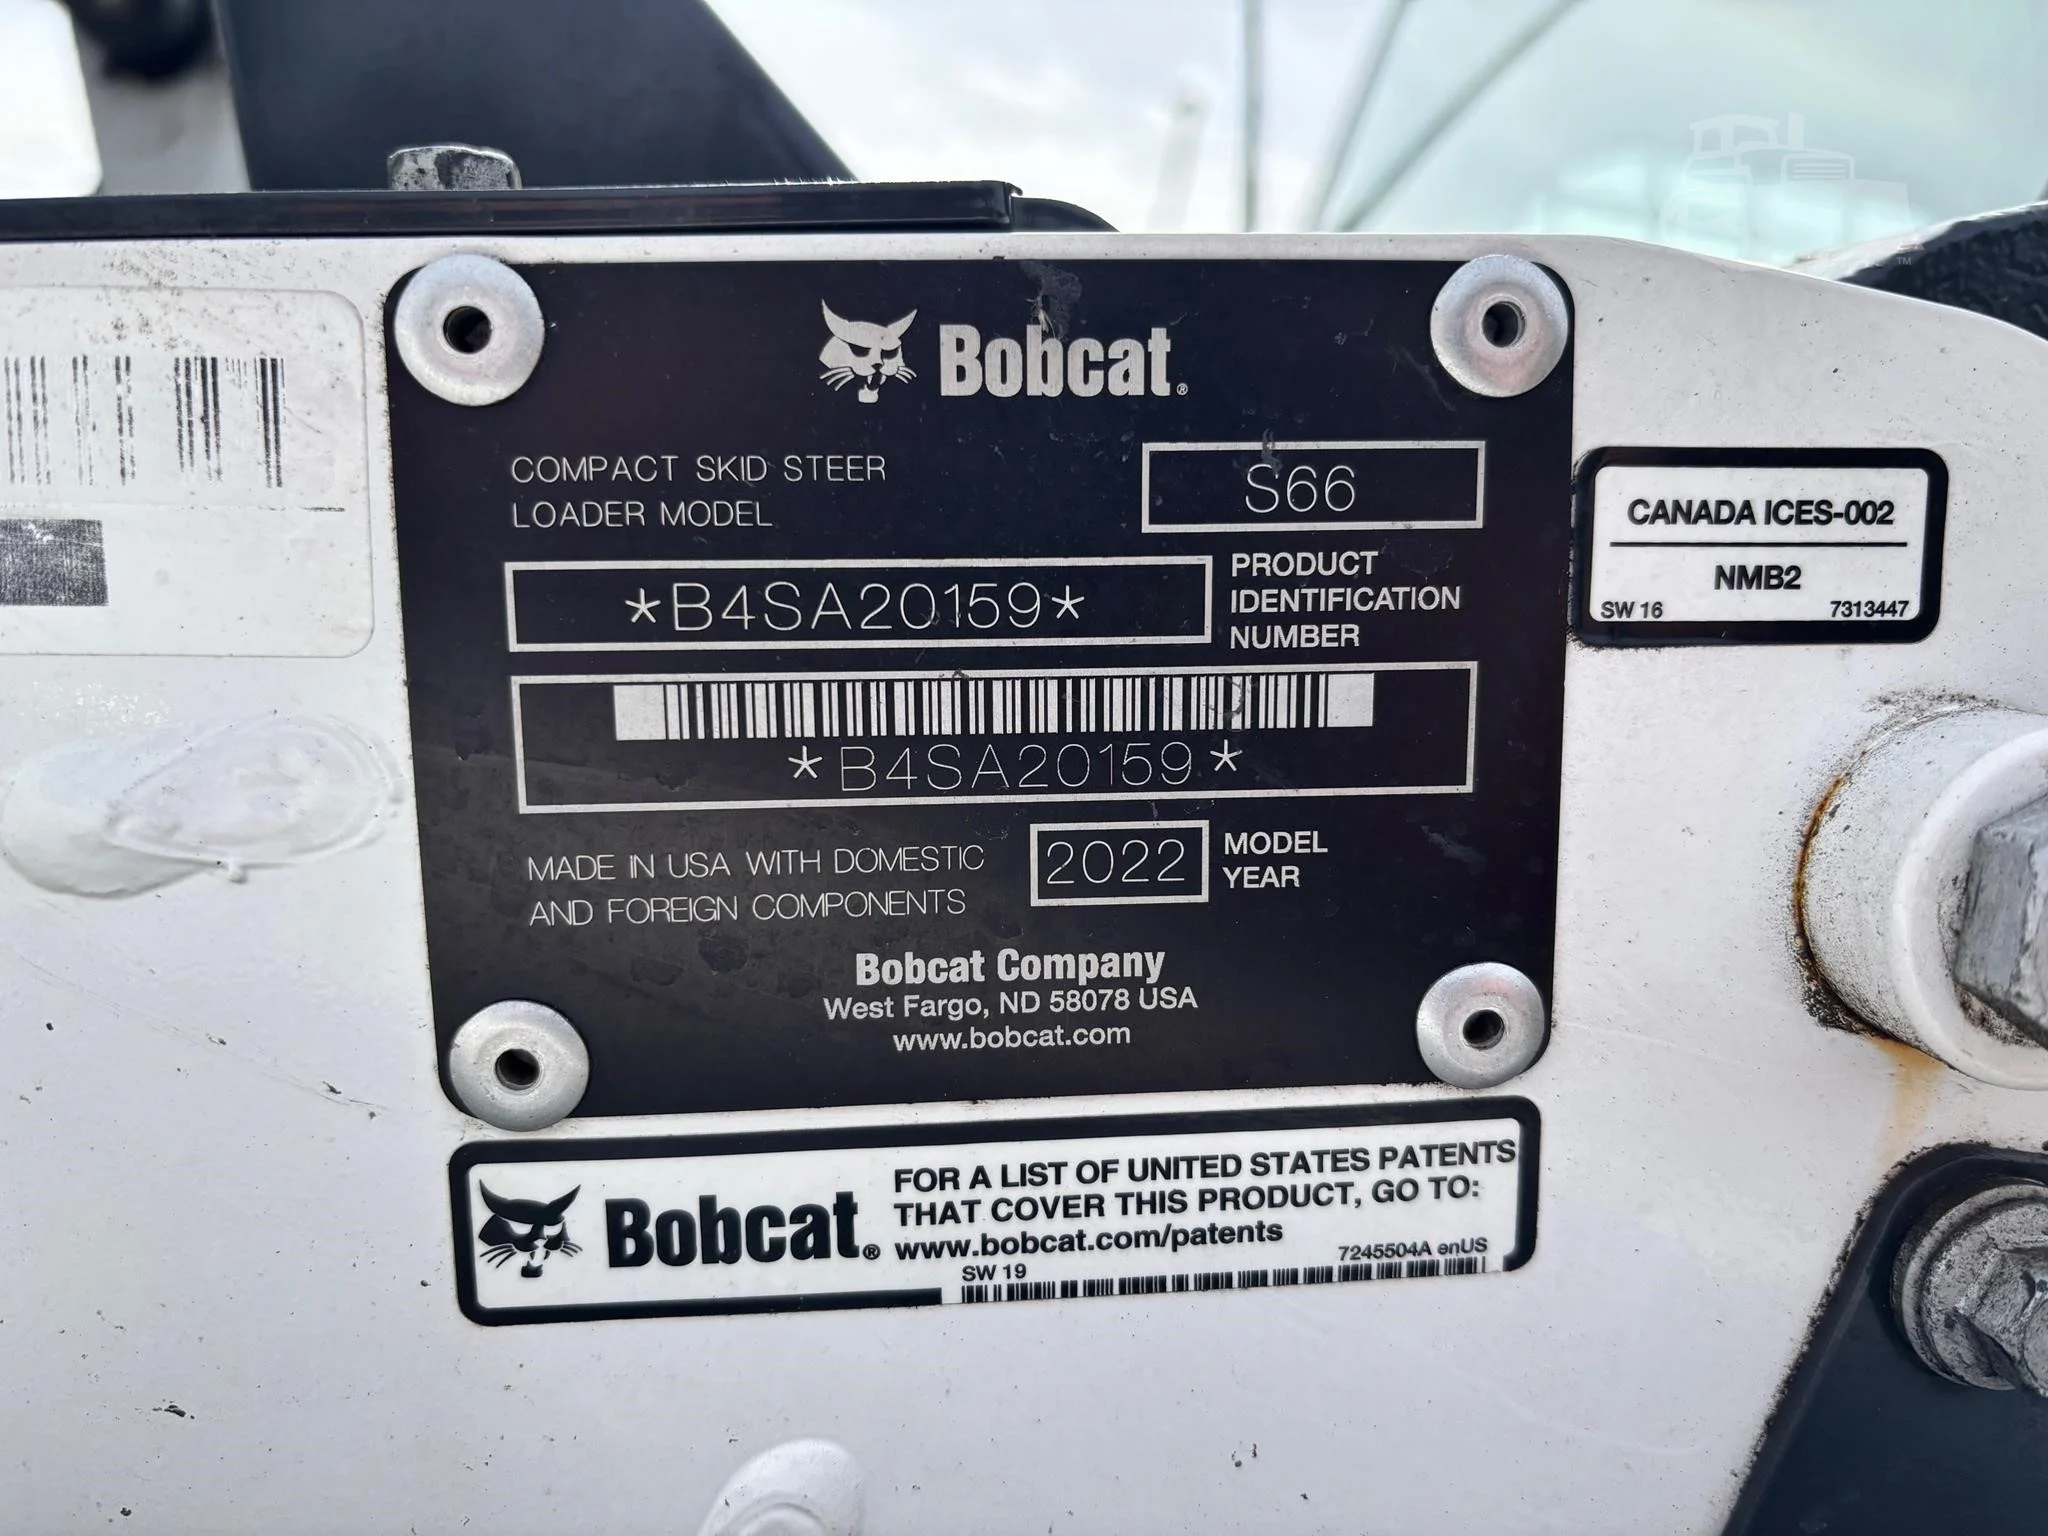 Bobcat®
COMPACT SKID STEER
LOADER MODEL
S66
*B4SA20159*
PRODUCT
IDENTIFICATION
NUMBER
*B4SA20159*
MADE IN USA WITH DOMESTIC
AND FOREIGN COMPONENTS
2022
MODEL
YEAR
Bobcat Company
West Fargo, ND 58078 USA
www.bobcat.com
CANADA ICES-002
NMB2
SW 16 7313447
Bobcat®
FOR A LIST OF UNITED STATES PATENTS
THAT COVER THIS PRODUCT, GO TO:
www.bobcat.com/patents
SW 19 7245504A enUS
TM